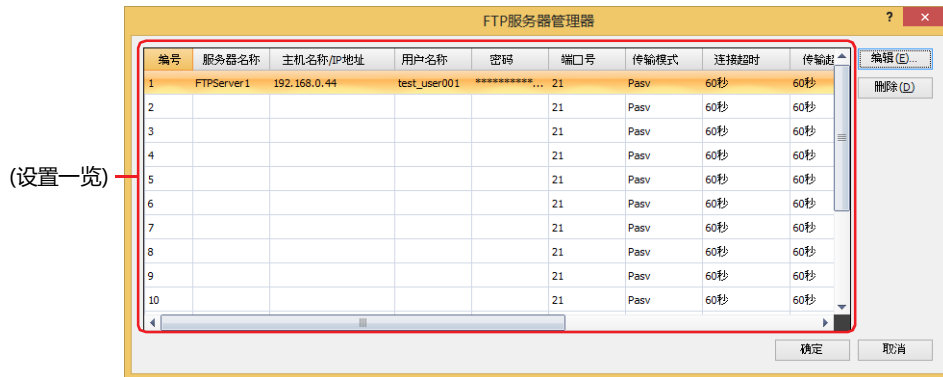 FTP服务器管理器
? ×
编号 服务器名称 主机名称/IP地址 用户名称 密码 端口号 传输模式 连接超时 传输超
编辑(E)...
1 FTPServer1 192.168.0.44 test_user001 **********... 21 Pasv 60秒 60秒
删除(D)
2 21 Pasv 60秒 60秒
3 21 Pasv 60秒 60秒
4 21 Pasv 60秒 60秒
(设置一览)
5 21 Pasv 60秒 60秒
6 21 Pasv 60秒 60秒
7 21 Pasv 60秒 60秒
8 21 Pasv 60秒 60秒
9 21 Pasv 60秒 60秒
10 21 Pasv 60秒 60秒
确定 取消